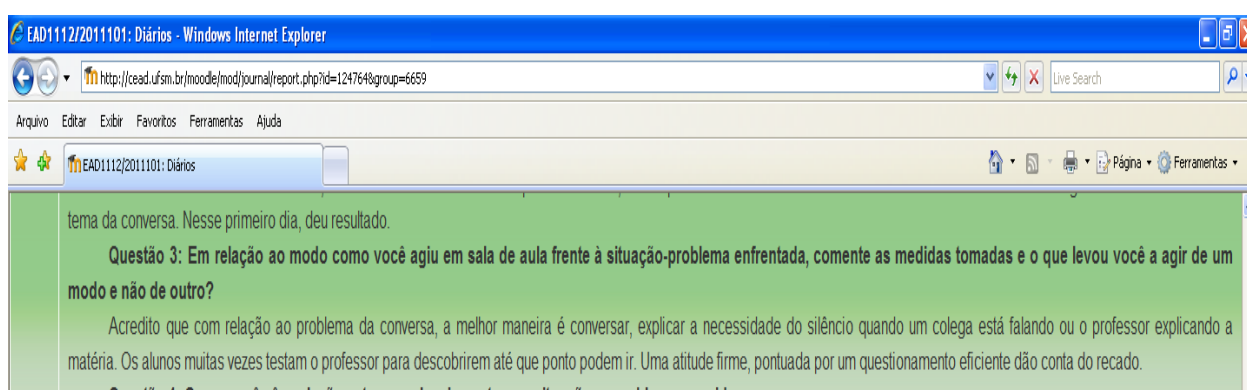 EAD1112/2011101: Diários - Windows Internet Explorer
http://cead.ufsm.br/moodle/mod/journal/report.php?id=124764&group=6659
Live Search
Arquivo Editar Exibir Favoritos Ferramentas Ajuda
EAD1112/2011101: Diários
Página Ferramentas
tema da conversa. Nesse primeiro dia, deu resultado.
Questão 3: Em relação ao modo como você agiu em sala de aula frente à situação-problema enfrentada, comente as medidas tomadas e o que levou você a agir de um
modo e não de outro?
Acredito que com relação ao problema da conversa, a melhor maneira é conversar, explicar a necessidade do silêncio quando um colega está falando ou o professor explicando a
matéria. Os alunos muitas vezes testam o professor para descobrirem até que ponto podem ir. Uma atitude firme, pontuada por um questionamento eficiente dão conta do recado.